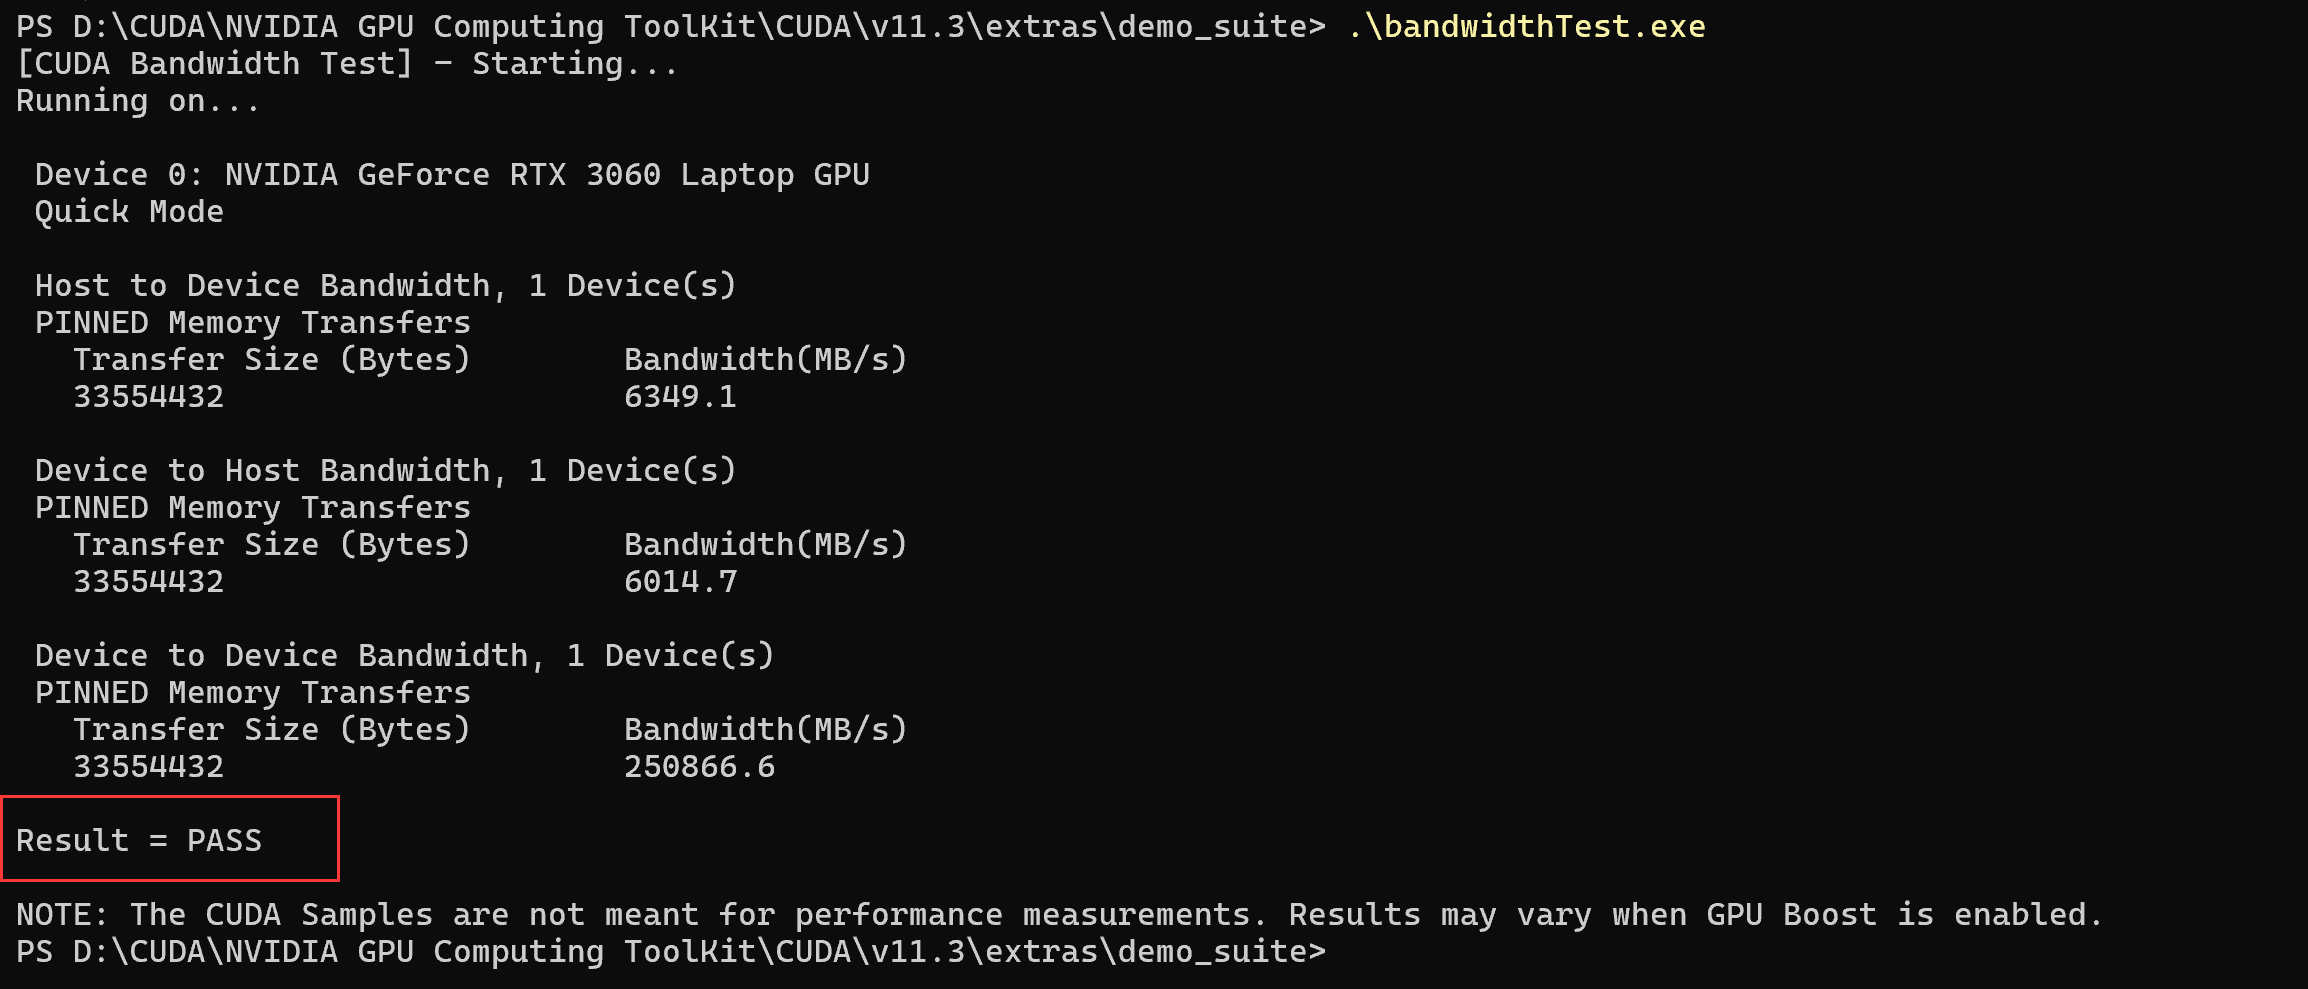 PS D:\CUDA\NVIDIA GPU Computing ToolKit\CUDA\v11.3\extras\demo_suite> .\bandwidthTest.exe
[CUDA Bandwidth Test] - Starting...
Running on...
Device 0: NVIDIA GeForce RTX 3060 Laptop GPU
Quick Mode
Host to Device Bandwidth, 1 Device(s)
PINNED Memory Transfers
Transfer Size (Bytes) Bandwidth(MB/s)
33554432 6349.1
Device to Host Bandwidth, 1 Device(s)
PINNED Memory Transfers
Transfer Size (Bytes) Bandwidth(MB/s)
33554432 6014.7
Device to Device Bandwidth, 1 Device(s)
PINNED Memory Transfers
Transfer Size (Bytes) Bandwidth(MB/s)
33554432 250866.6
Result = PASS
NOTE: The CUDA Samples are not meant for performance measurements. Results may vary when GPU Boost is enabled.
PS D:\CUDA\NVIDIA GPU Computing ToolKit\CUDA\v11.3\extras\demo_suite>